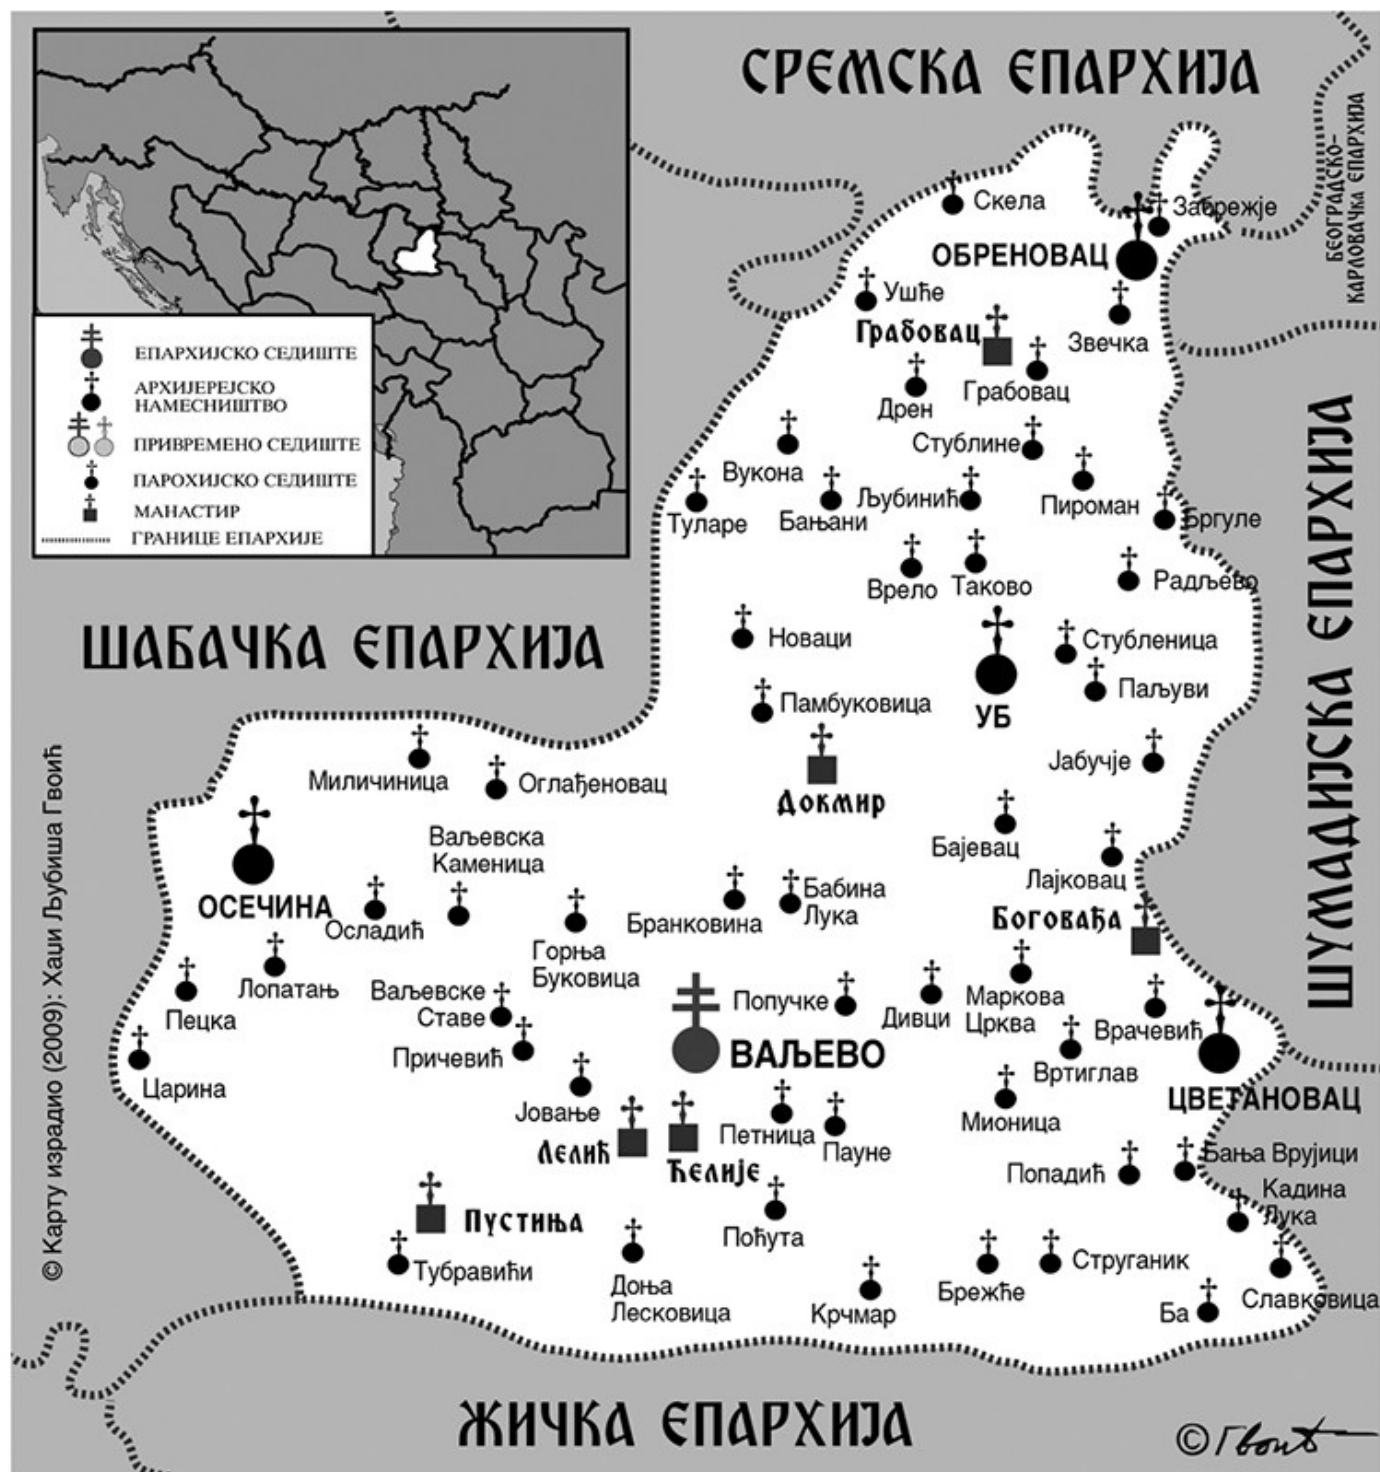 СРЕМСКА ЕПАРХИЈА
БЕОГРАДСКО-
КАРЛОВАЧКА ЕПАРХИЈА
ЕПАРХИЈСКО СЕДИШТЕ
АРХИЈЕРЕЈСКО
НАМЕСНИШТВО
ПРИВРЕМЕНО СЕДИШТЕ
ПАРОХИЈСКО СЕДИШТЕ
МАНАСТИР
ГРАНИЦЕ ЕПАРХИЈЕ
Скела
Забрежје
ОБРЕНОВАЦ
Ушће
Грабовац
Звечка
Дрен
Грабовац
Стублине
Вукона
Љубинић
Пироман
Туларе
Бањани
Бргуле
Врело
Таково
Радљево
ШУМАДИЈСКА ЕПАРХИЈА
ШАБАЧКА ЕПАРХИЈА
Новаци
Стубленица
Паљуви
Памбуковица
УБ
Миличиница
Оглађеновац
Јабучје
Докмир
Ваљевска
Каменица
Бајевац
Лајковац
ОСЕЧИНА
Осладић
Бранковина
Бабина
Лука
Боговађа
Горња
Буковица
Лопатањ
Пецка
Ваљевске
Ставе
Попучке
Дивци
Маркова
Црква
Врачевић
Причевић
ВАЉЕВО
Вртиглав
Царина
Јовање
ЦВЕТАНОВАЦ
Мионица
Лелић
Ћелије
Петница
Пауне
Попадић
Бања Врујици
Кадина
Лука
Пустиња
Поћута
Тубравићи
Доња
Лесковица
Крчмар
Брежђе
Струганик
Ба
Славковица
© Карту израдио (2009): Хаџи Љубиша Гвоић
ЖИЧКА ЕПАРХИЈА
© Гвоић